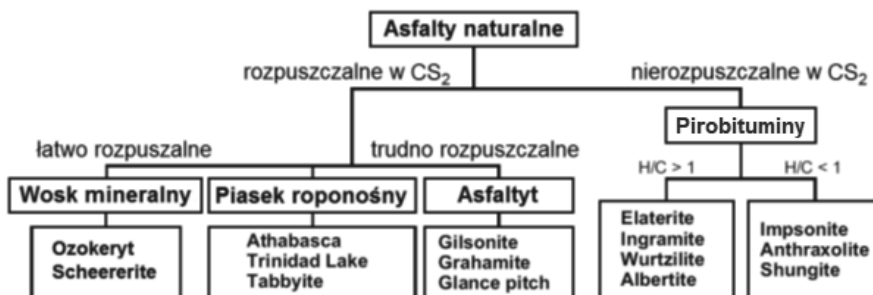 Asfalty naturalne
rozpuszczalne w CS₂
nierozpuszczalne w CS₂
Pirobituminy
łatwo rozpuszalne
trudno rozpuszczalne
H/C > 1
H/C < 1
Wosk mineralny
Piasek roponośny
Asfaltyt
Ozokeryt
Scheererite
Athabasca
Trinidad Lake
Tabbyite
Gilsonite
Grahamite
Glance pitch
Elaterite
Ingramite
Wurtzilite
Albertite
Impsonite
Anthraxolite
Shungite